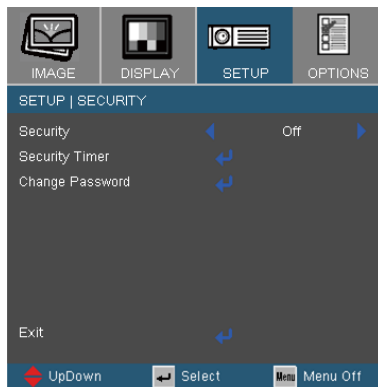 IMAGE DISPLAY SETUP OPTIONS
SETUP | SECURITY
Security Off
Security Timer
Change Password
Exit
UpDown Select Menu Menu Off